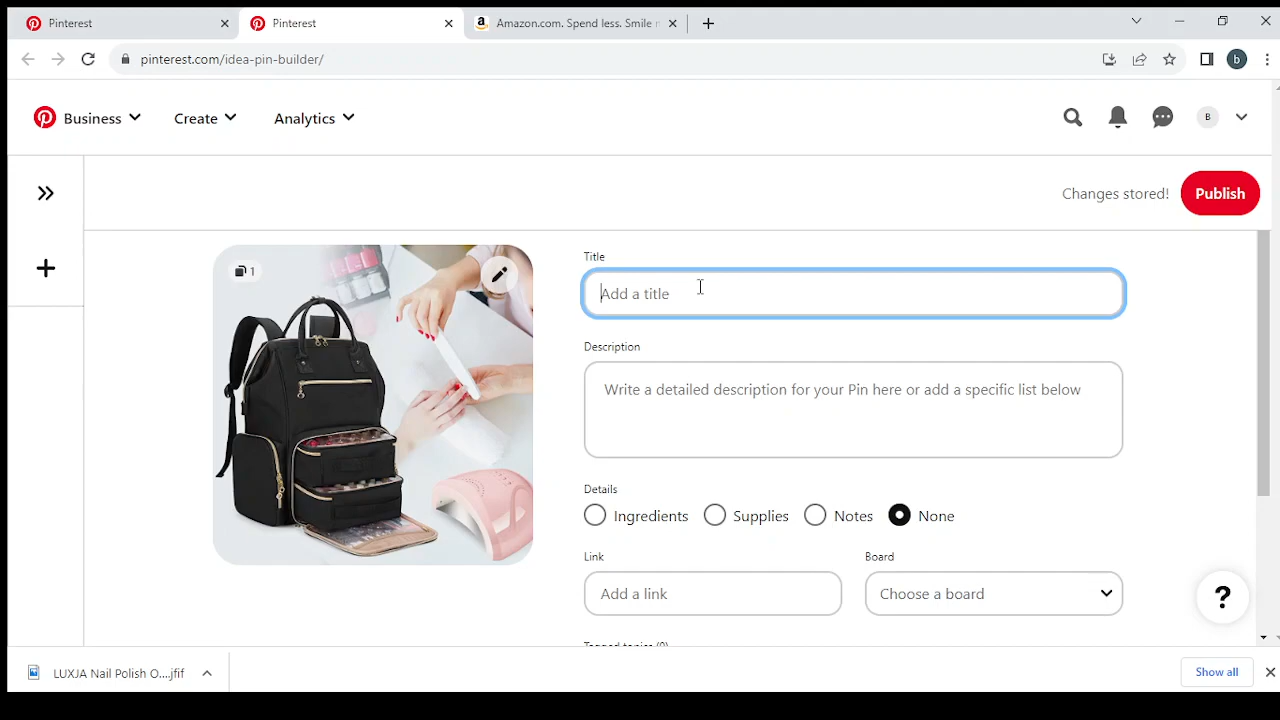 Pinterest
Pinterest
Amazon.com. Spend less. Smile
pinterest.com/idea-pin-builder/
b
Business
Create
Analytics
B
Changes stored!
Publish
1
Title
Add a title
Description
Write a detailed description for your Pin here or add a specific list below
Details
Ingredients
Supplies
Notes
None
Link
Board
Add a link
Choose a board
?
Tagged topics (0)
LUXJA Nail Polish O....jfif
Show all